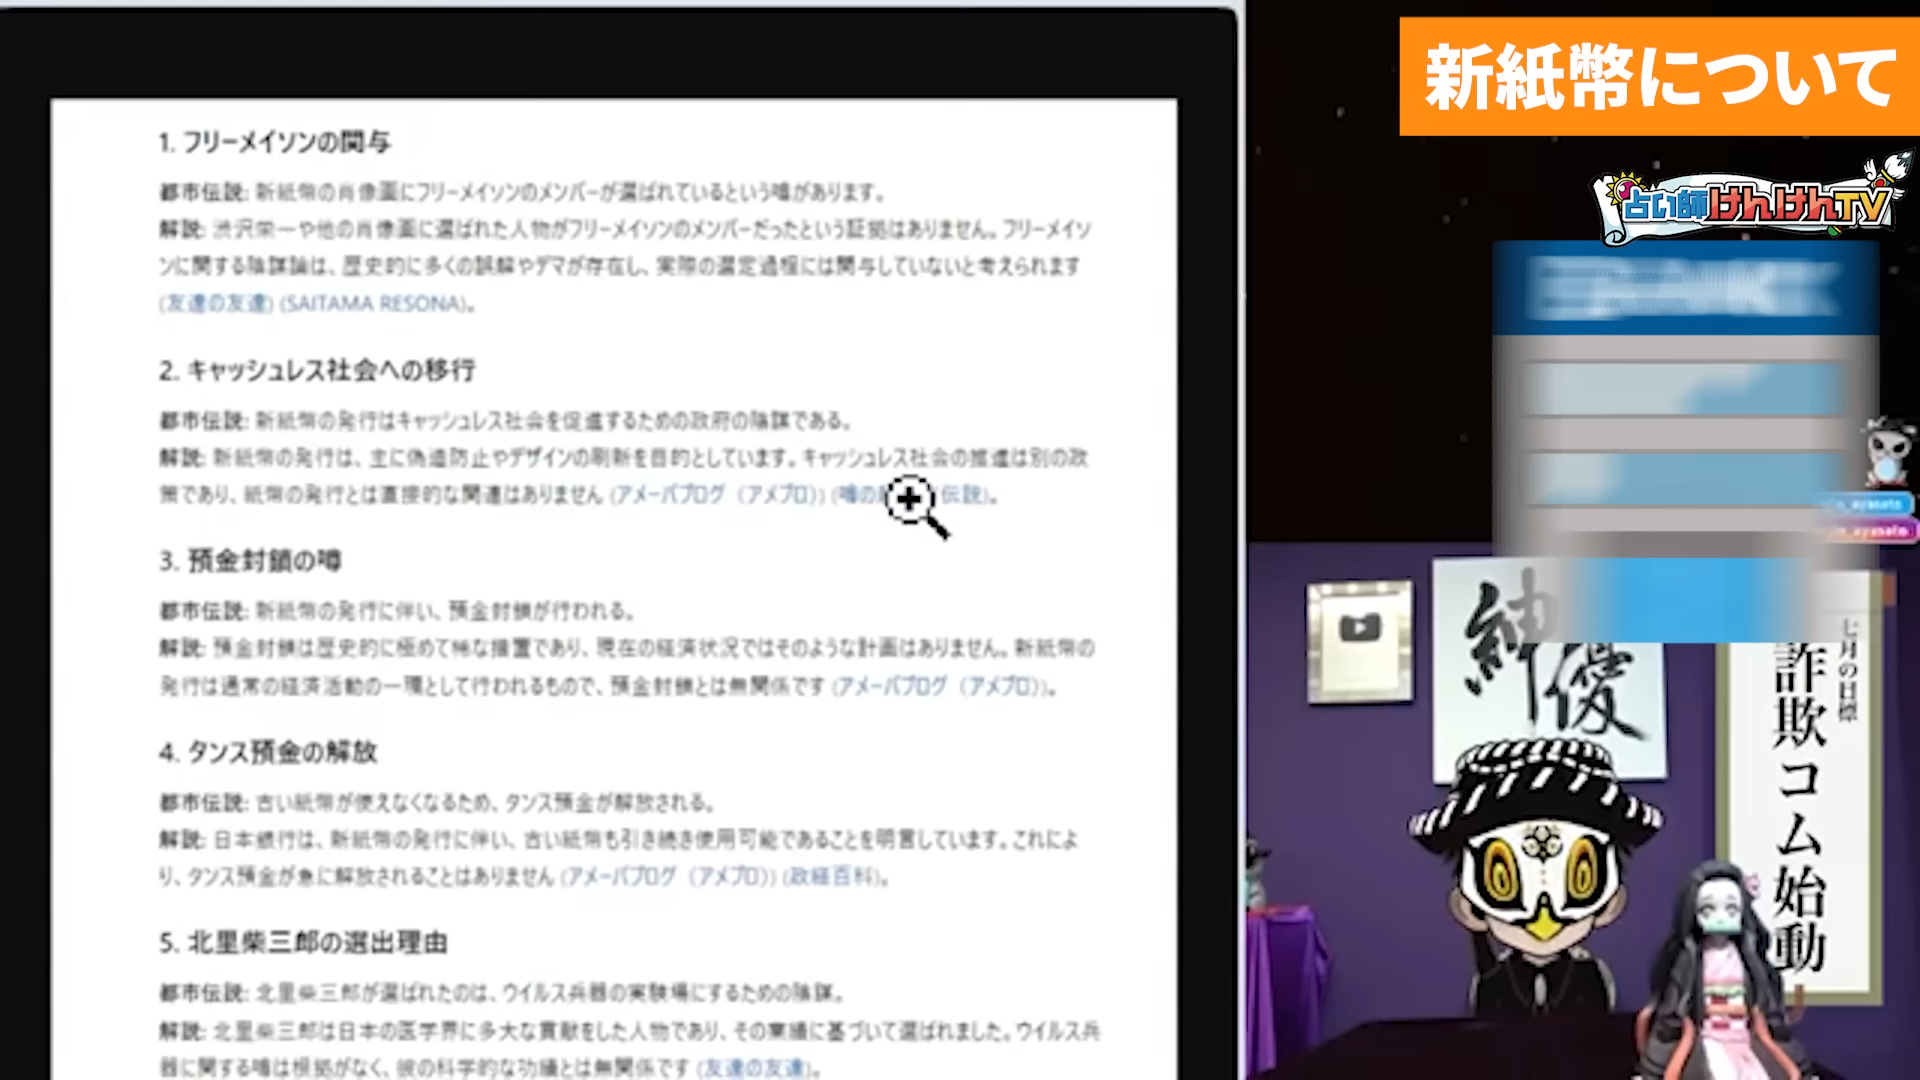 1. フリーメイソンの関与
都市伝説: 新紙幣の肖像画にフリーメイソンのメンバーが選ばれているという噂があります。
解説: 渋沢栄一や他の肖像画に選ばれた人物がフリーメイソンのメンバーだったという証拠はありません。フリーメイソ
ンに関する陰謀論は、歴史的に多くの誤解やデマが存在し、実際の選定過程には関与していないと考えられます
(友達の友達) (SAITAMA RESONA)。
2. キャッシュレス社会への移行
都市伝説: 新紙幣の発行はキャッシュレス社会を促進するための政府の陰謀である。
解説: 新紙幣の発行は、主に偽造防止やデザインの刷新を目的としています。キャッシュレス社会の推進は別の政
策であり、紙幣の発行とは直接的な関連はありません (アメーバブログ（アメブロ）) (噂の 伝説)。
3. 預金封鎖の噂
都市伝説: 新紙幣の発行に伴い、預金封鎖が行われる。
解説: 預金封鎖は歴史的に極めて稀な措置であり、現在の経済状況ではそのような計画はありません。新紙幣の
発行は通常の経済活動の一環として行われるもので、預金封鎖とは無関係です (アメーバブログ（アメブロ）)。
4. タンス預金の解放
都市伝説: 古い紙幣が使えなくなるため、タンス預金が解放される。
解説: 日本銀行は、新紙幣の発行に伴い、古い紙幣も引き続き使用可能であることを明言しています。これによ
り、タンス預金が急に解放されることはありません (アメーバブログ（アメブロ）) (政経百科)。
5. 北里柴三郎の選出理由
都市伝説: 北里柴三郎が選ばれたのは、ウイルス兵器の実験場にするための陰謀。
解説: 北里柴三郎は日本の医学界に多大な貢献をした人物であり、その業績に基づいて選ばれました。ウイルス兵
器に関する噂は根拠がなく、彼の科学的な功績とは無関係です (友達の友達)。
新紙幣について
占い師けんけんTV
紳
優
七月の目標
詐欺コム始動